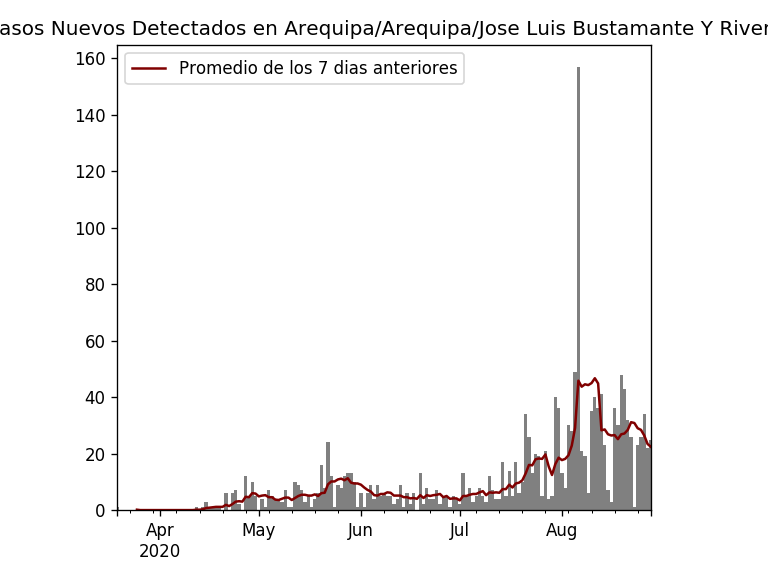 asos Nuevos Detectados en Arequipa/Arequipa/Jose Luis Bustamante Y River
Promedio de los 7 dias anteriores
160
140
120
100
80
60
40
20
0
Apr
2020
May
Jun
Jul
Aug